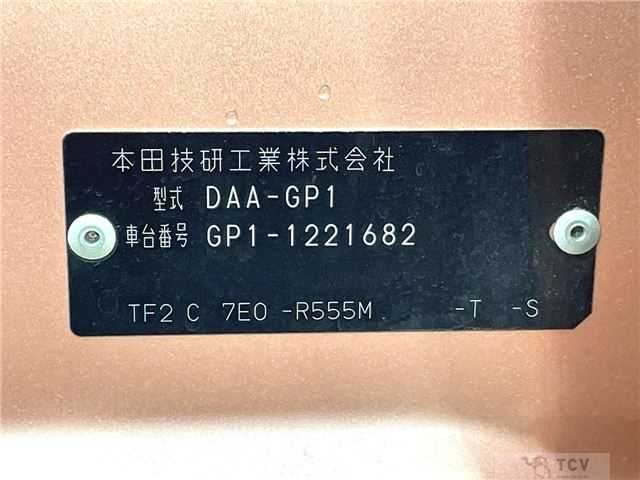 本田技研工業株式会社
型式 DAA-GP1
車台番号 GP1-1221682
TF2 C 7E0 -R555M -T -S
TCV